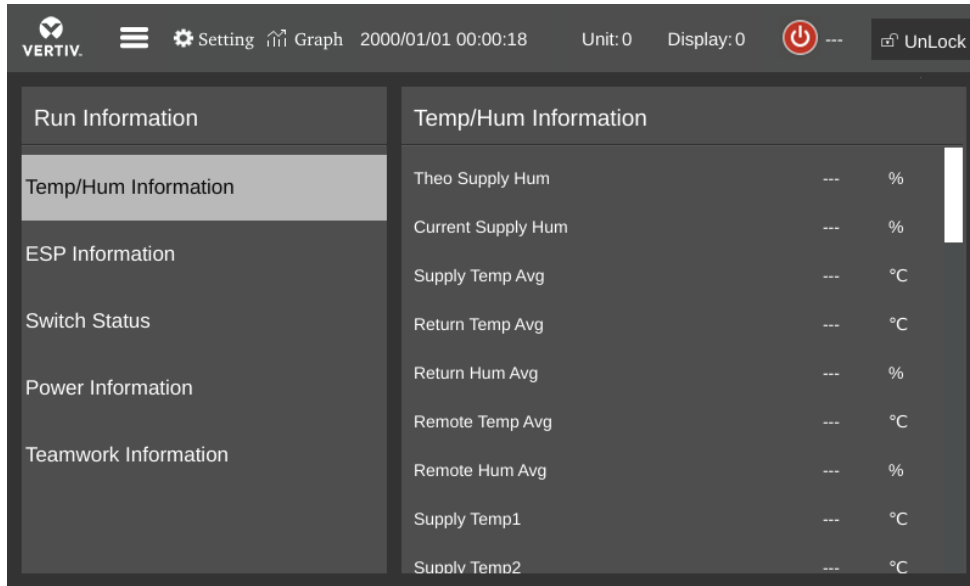 VERTIV. Setting Graph 2000/01/01 00:00:18 Unit: 0 Display: 0 --- UnLock
Run Information
Temp/Hum Information
ESP Information
Switch Status
Power Information
Teamwork Information
Temp/Hum Information
Theo Supply Hum --- %
Current Supply Hum --- %
Supply Temp Avg --- °C
Return Temp Avg --- °C
Return Hum Avg --- %
Remote Temp Avg --- °C
Remote Hum Avg --- %
Supply Temp1 --- °C
Supply Temp2 --- °C